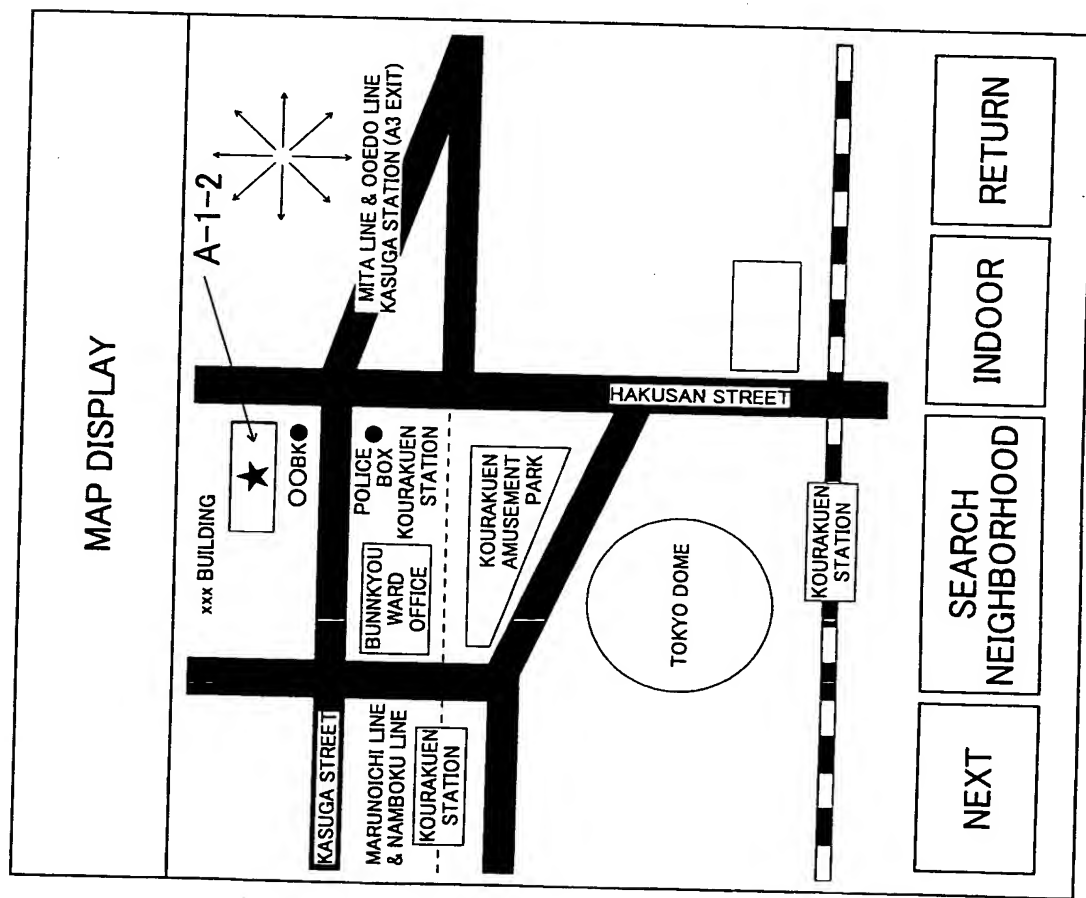 MAP DISPLAY
A-1-2
xxx BUILDING
OOBK
MITA LINE & OOEDO LINE
KASUGA STATION (A3 EXIT)
KASUGA STREET
POLICE
BOX
KOURAKUEN
STATION
BUNNKYOU
WARD
OFFICE
MARUNOICHI LINE
& NAMBOKU LINE
KOURAKUEN
STATION
KOURAKUEN
AMUSEMENT
PARK
HAKUSAN STREET
TOKYO DOME
KOURAKUEN
STATION
NEXT
SEARCH
NEIGHBORHOOD
INDOOR
RETURN